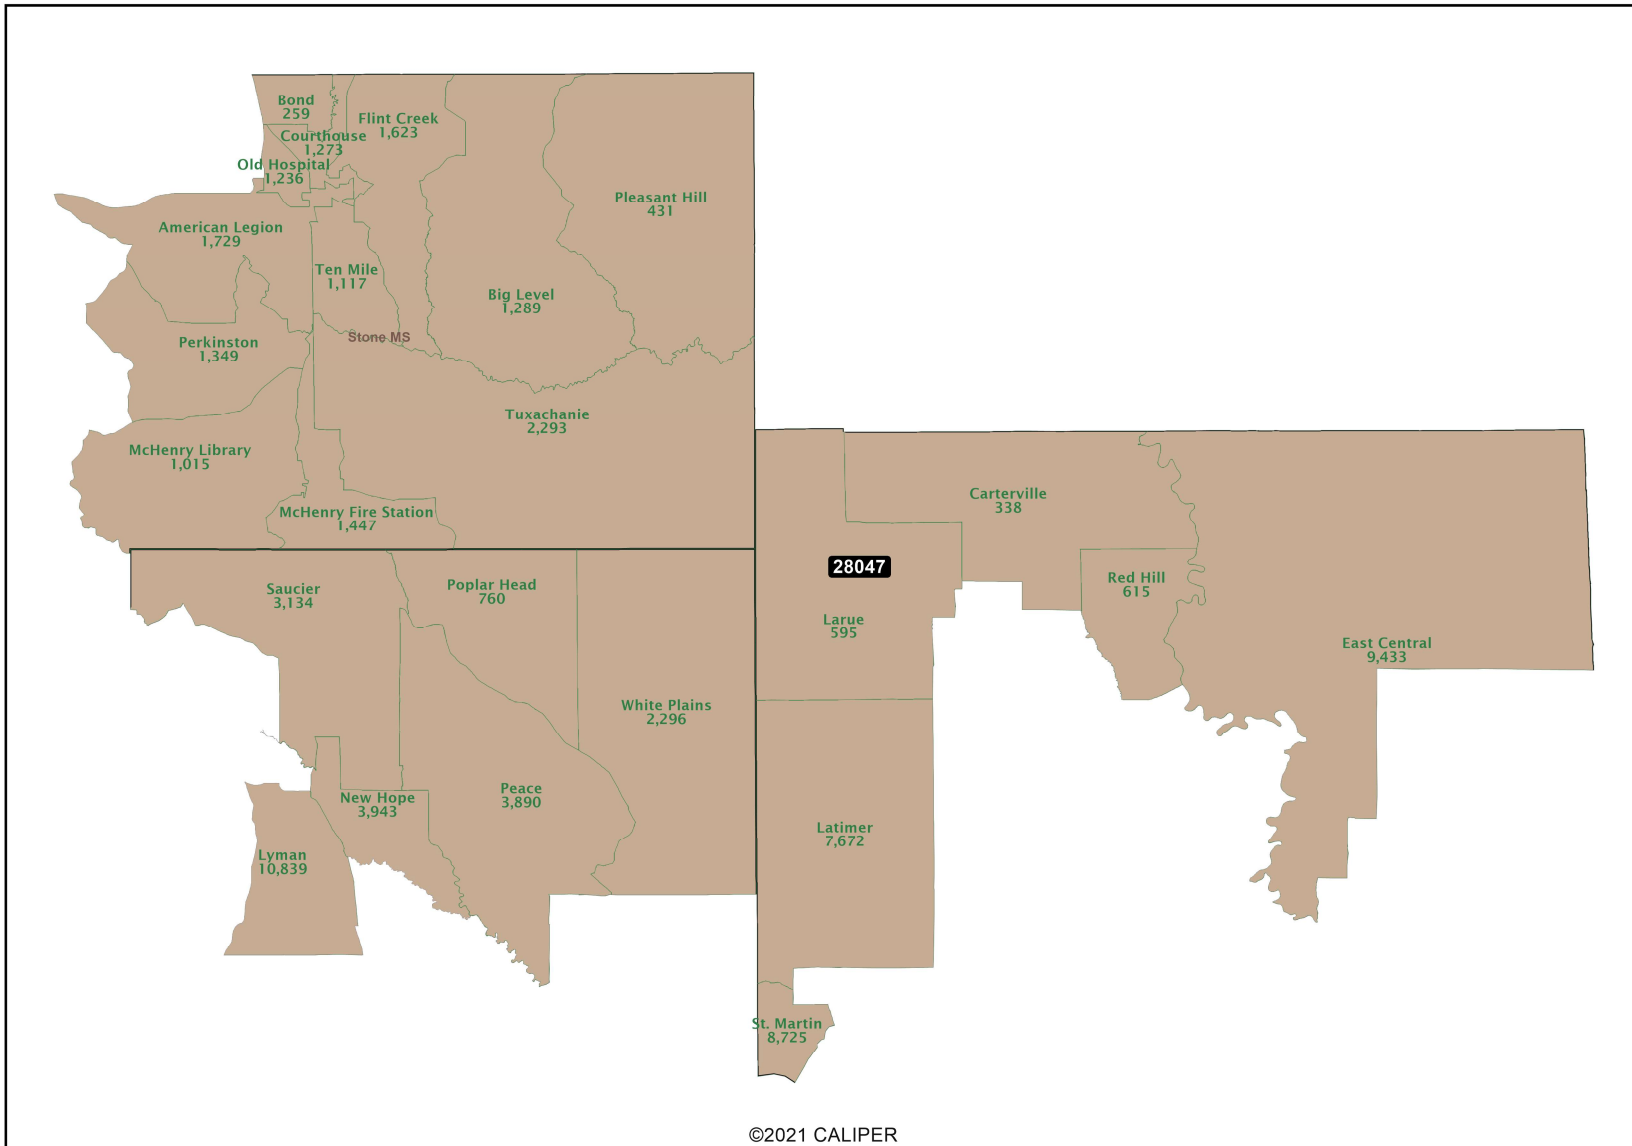 Bond
259
Flint Creek
1,623
Courthouse
1,273
Old Hospital
1,236
Pleasant Hill
431
American Legion
1,729
Ten Mile
1,117
Big Level
1,289
Stone MS
Perkinston
1,349
Tuxachanie
2,293
McHenry Library
1,015
McHenry Fire Station
1,447
Carterville
338
28047
Red Hill
615
Saucier
3,134
Poplar Head
760
Larue
595
East Central
9,433
White Plains
2,296
Peace
3,890
New Hope
3,943
Latimer
7,672
Lyman
10,839
St. Martin
8,725
©2021 CALIPER